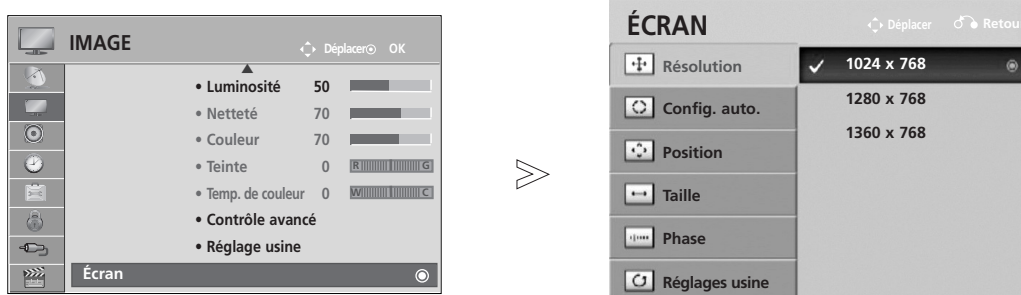 IMAGE
Déplacer OK
• Luminosité 50
• Netteté 70
• Couleur 70
• Teinte 0 R G
• Temp. de couleur 0 W C
• Contrôle avancé
• Réglage usine
Écran
ÉCRAN
Déplacer Retou
Résolution
✓ 1024 x 768
1280 x 768
1360 x 768
Config. auto.
Position
Taille
Phase
Réglages usine